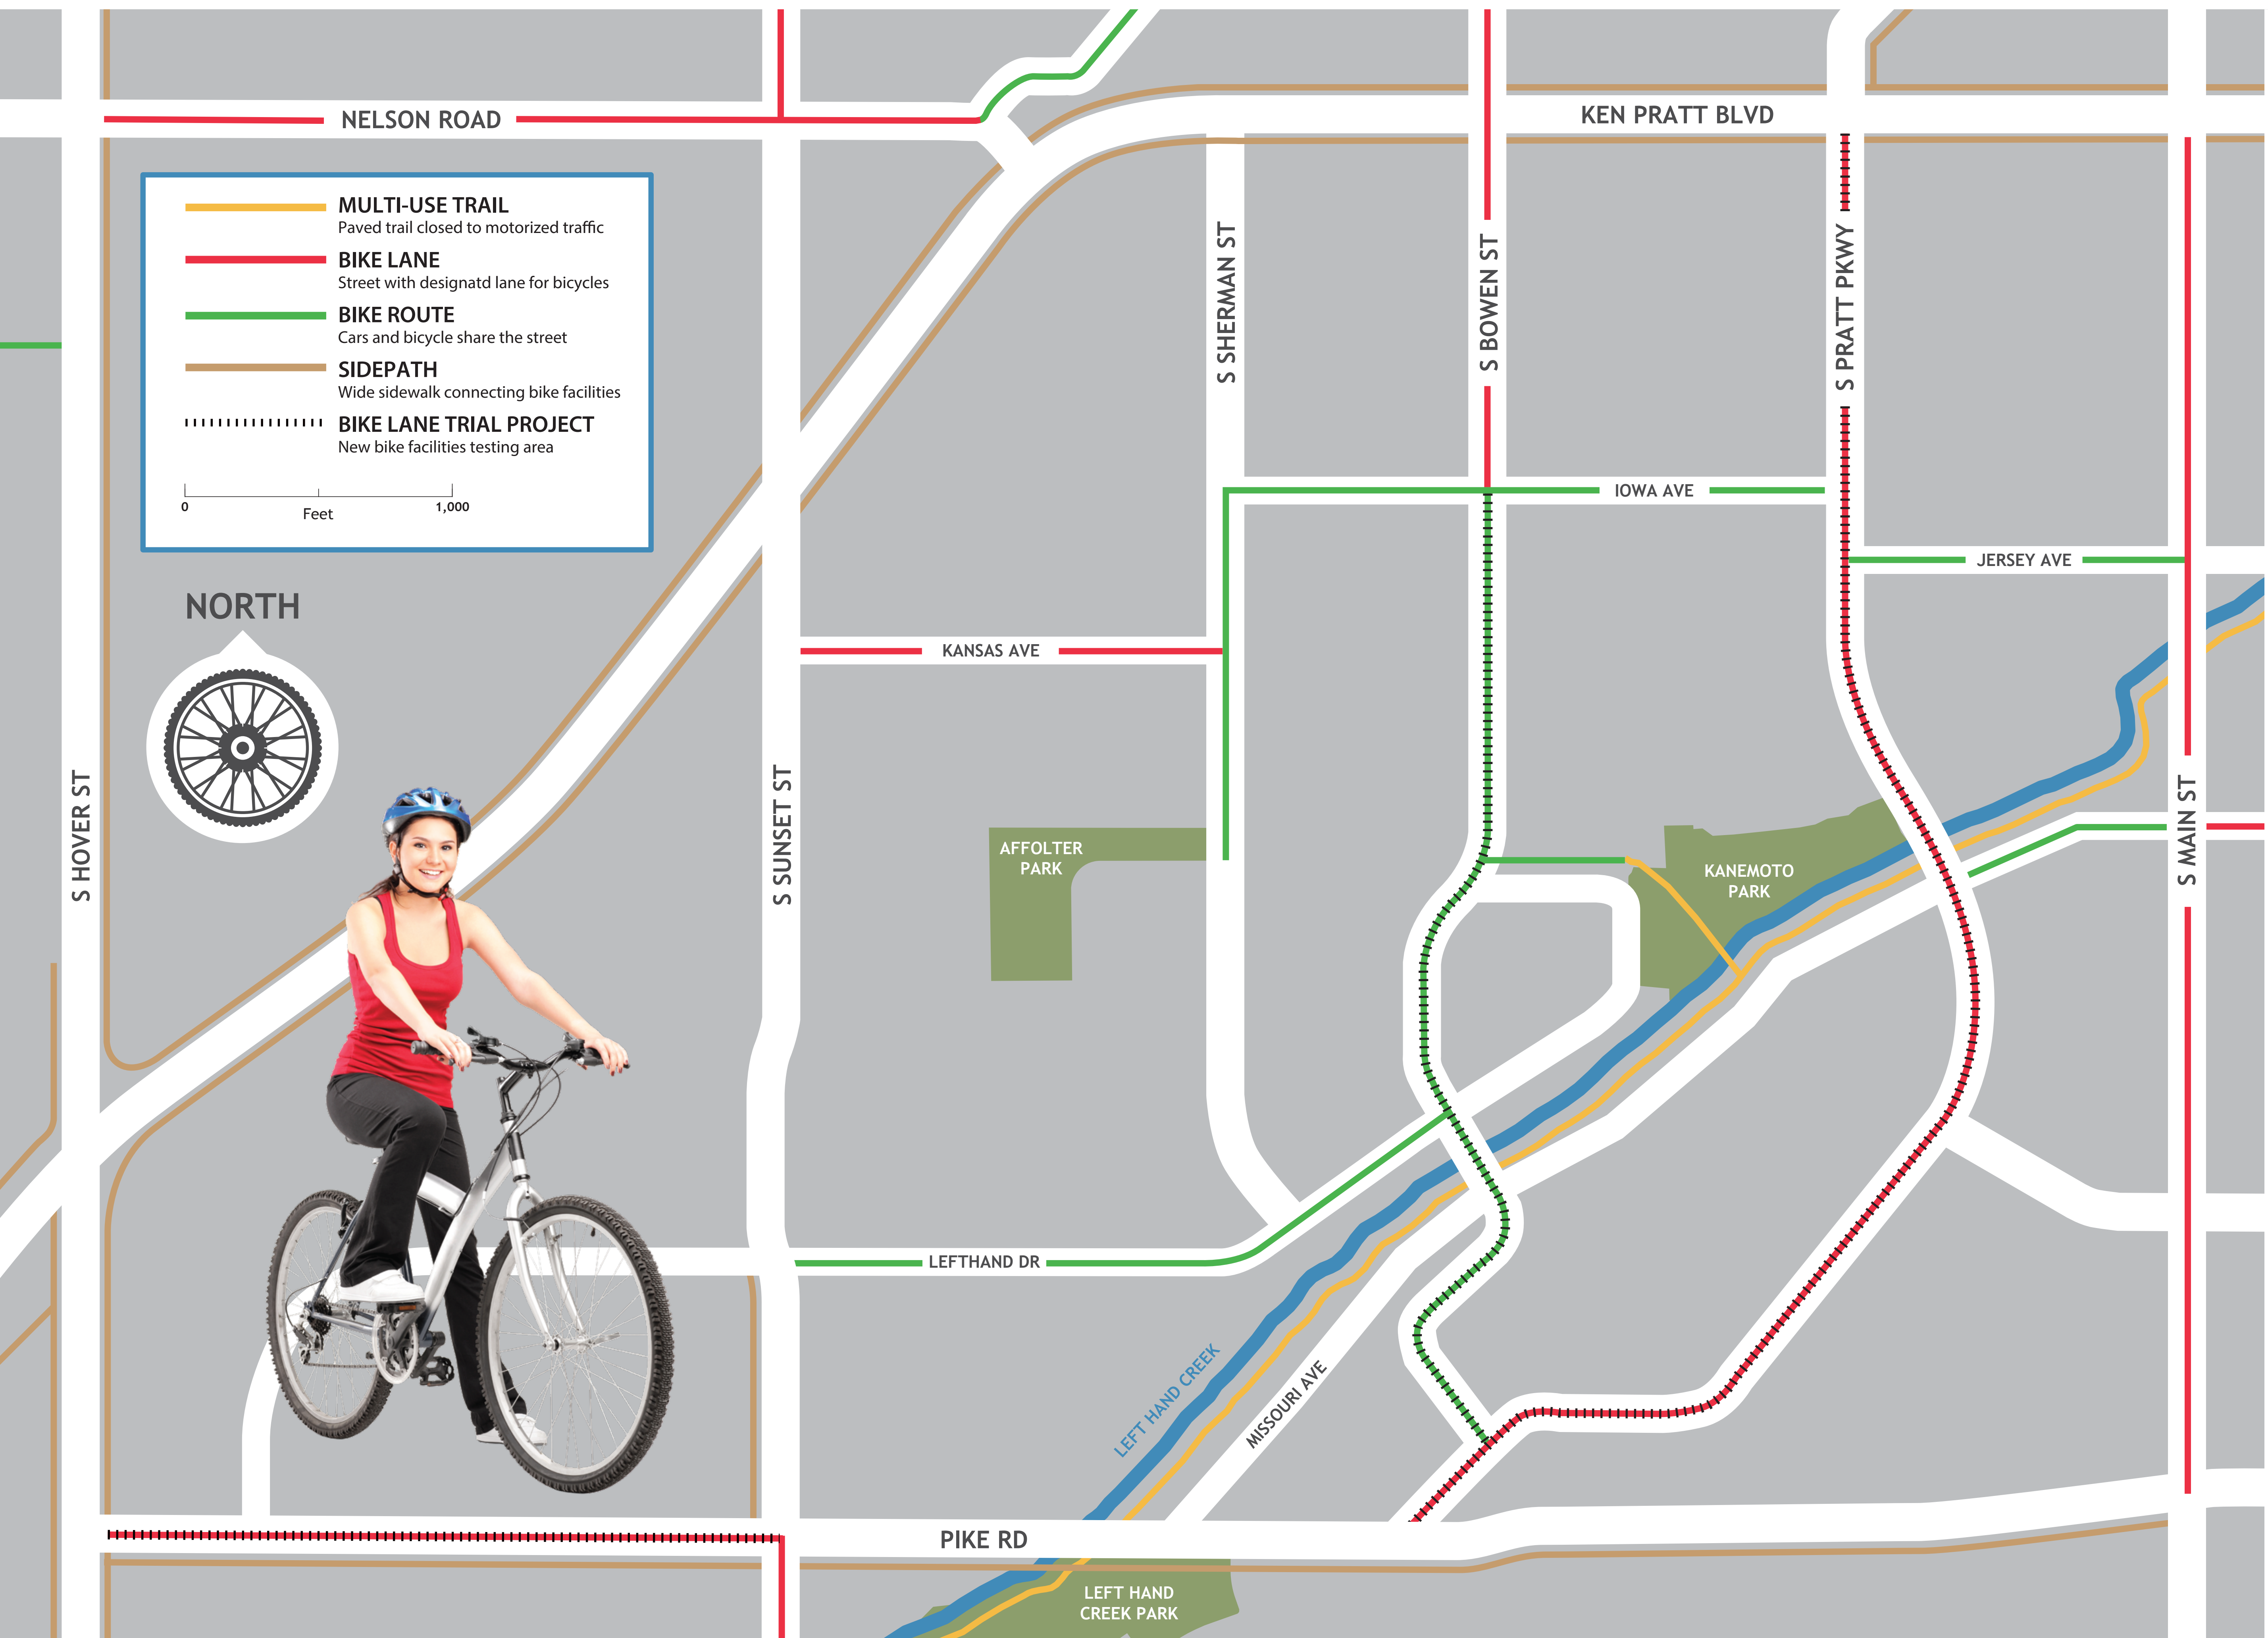 NELSON ROAD
KEN PRATT BLVD
MULTI-USE TRAIL
Paved trail closed to motorized traffic
BIKE LANE
Street with designatd lane for bicycles
BIKE ROUTE
Cars and bicycle share the street
SIDEPATH
Wide sidewalk connecting bike facilities
BIKE LANE TRIAL PROJECT
New bike facilities testing area
0
Feet
1,000
NORTH
S HOVER ST
S SUNSET ST
S SHERMAN ST
S BOWEN ST
S PRATT PKWY
S MAIN ST
IOWA AVE
JERSEY AVE
KANSAS AVE
AFFOLTER
PARK
KANEMOTO
PARK
LEFTHAND DR
LEFT HAND CREEK
MISSOURI AVE
PIKE RD
LEFT HAND
CREEK PARK